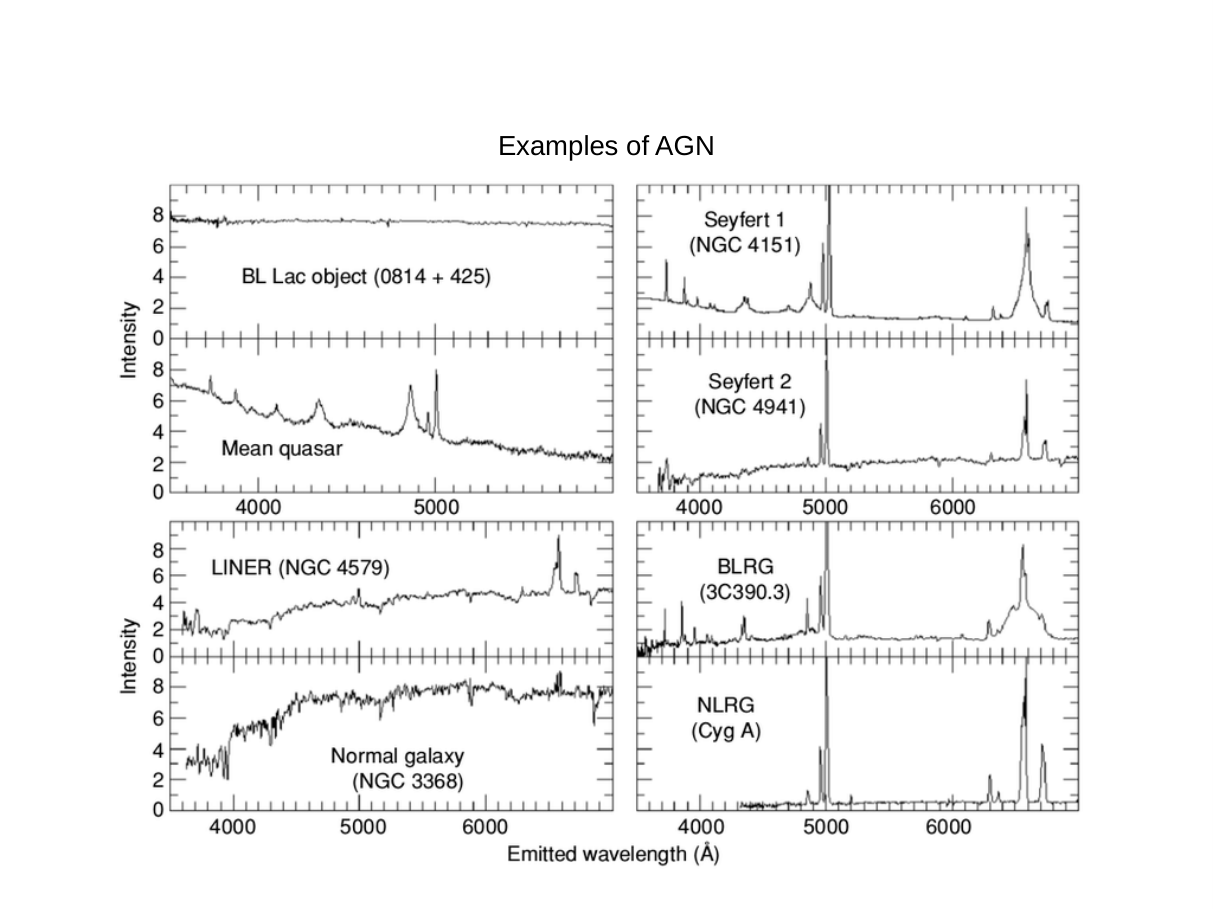 Examples of AGN
Intensity
8
6
4
2
0
BL Lac object (0814 + 425)
8
6
4
2
0
Mean quasar
4000 5000
Seyfert 1
(NGC 4151)
Seyfert 2
(NGC 4941)
4000 5000 6000
Intensity
8
6
4
2
0
LINER (NGC 4579)
8
6
4
2
0
Normal galaxy
(NGC 3368)
4000 5000 6000
BLRG
(3C390.3)
NLRG
(Cyg A)
4000 5000 6000
Emitted wavelength (Å)